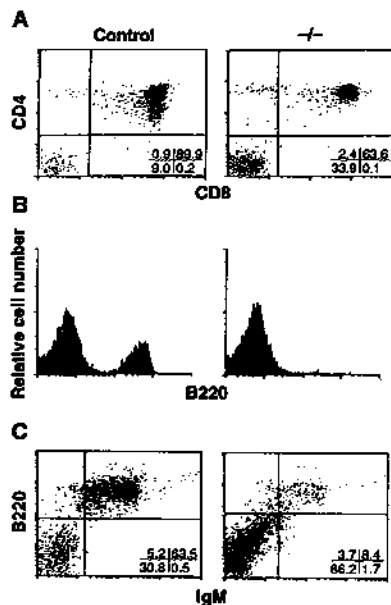 A
Control
-/-
CD4
0.9 89.9
9.0 0.2
2.4 63.6
33.9 0.1
CD8
B
Relative cell number
B220
C
B220
5.2 63.5
30.8 0.5
3.7 8.4
86.2 1.7
IgM